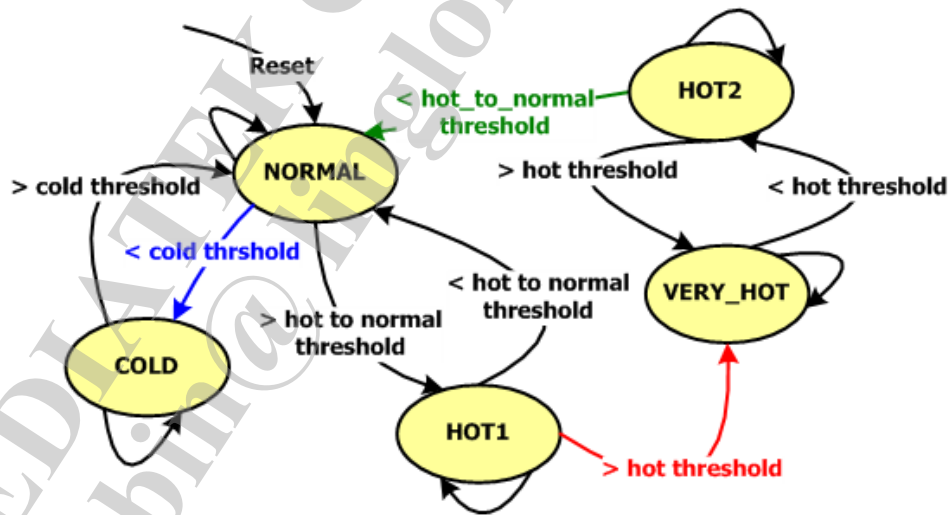 Reset
HOT2
< hot_to_normal
threshold
NORMAL
> cold threshold
> hot threshold
< hot threshold
< cold thrshold
< hot to normal
threshold
VERY_HOT
> hot to normal
threshold
COLD
HOT1
> hot threshold